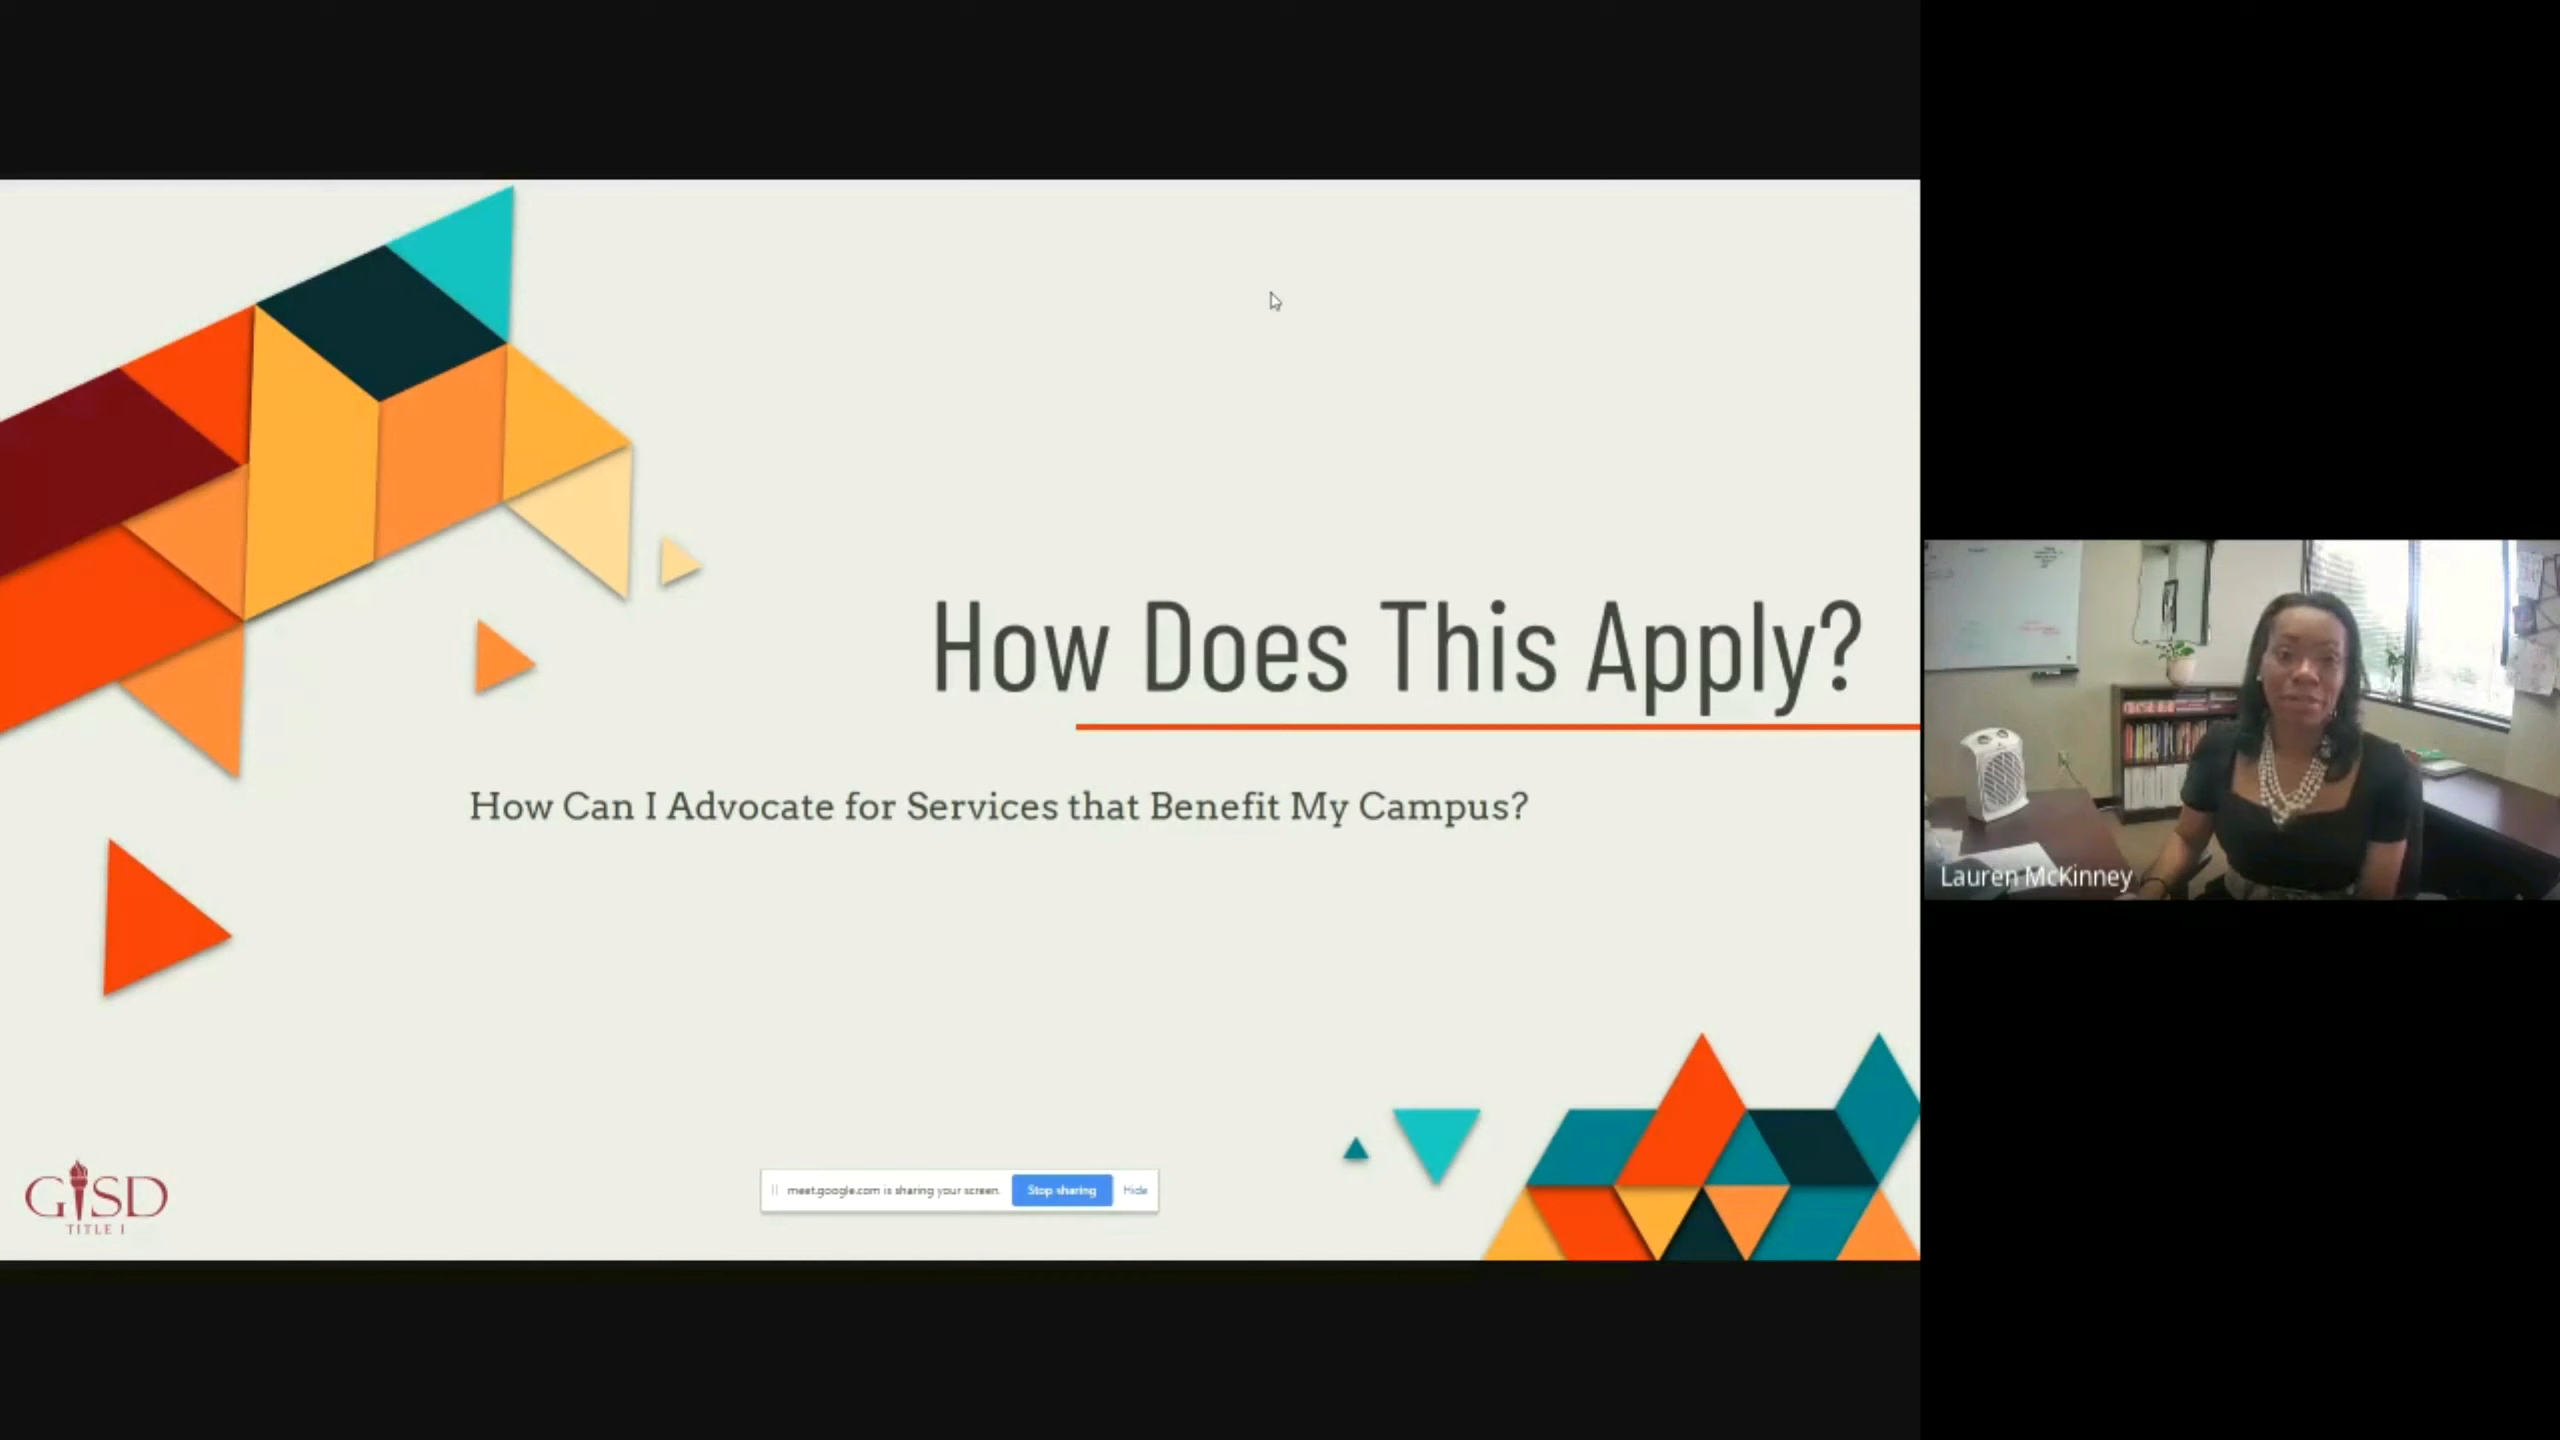 How Does This Apply?
How Can I Advocate for Services that Benefit My Campus?
GISD
TITLE I
meet.google.com is sharing your screen.
Stop sharing
Hide
Lauren McKinney